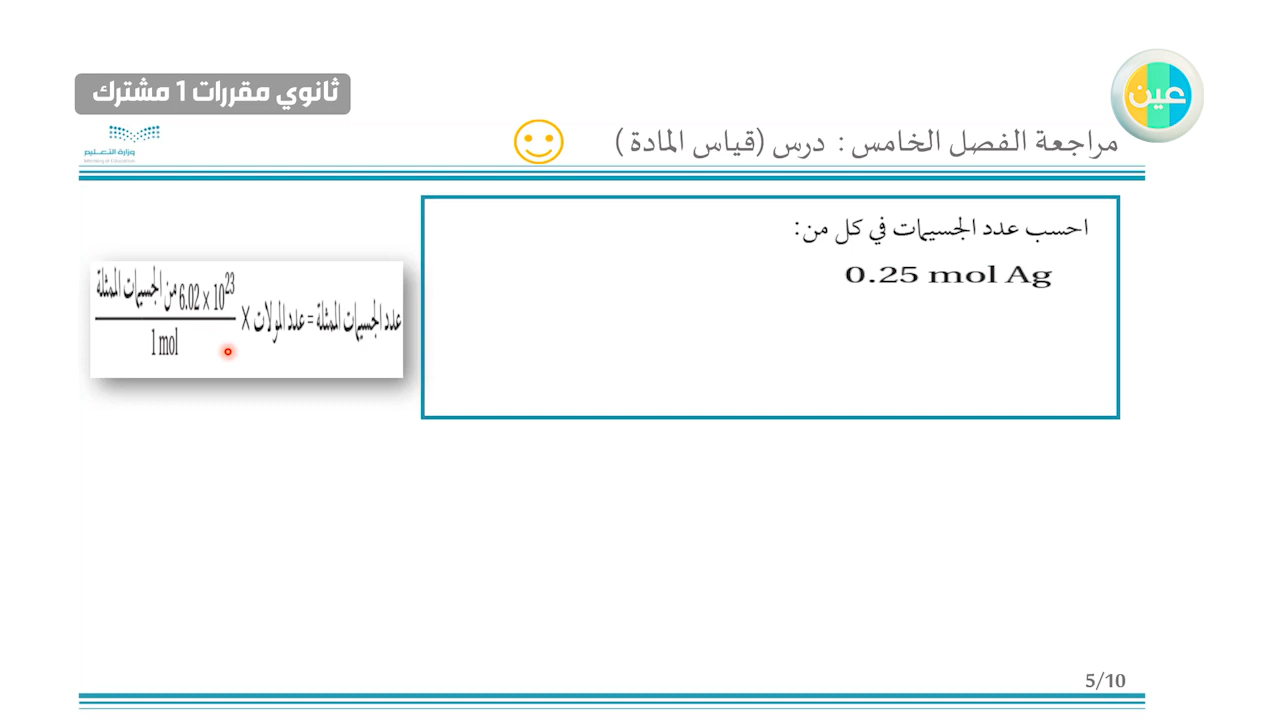 ثانوي مقررات 1 مشترك
عين
وزارة التعليم
Ministry of Education
مراجعة الفصل الخامس : درس (قياس المادة )
احسب عدد الجسيمات في كل من:
0.25 mol Ag
عدد الجسيمات الممثلة = عدد المولات × 6.02 × 10²³ من الجسيمات الممثلة
1 mol
5/10